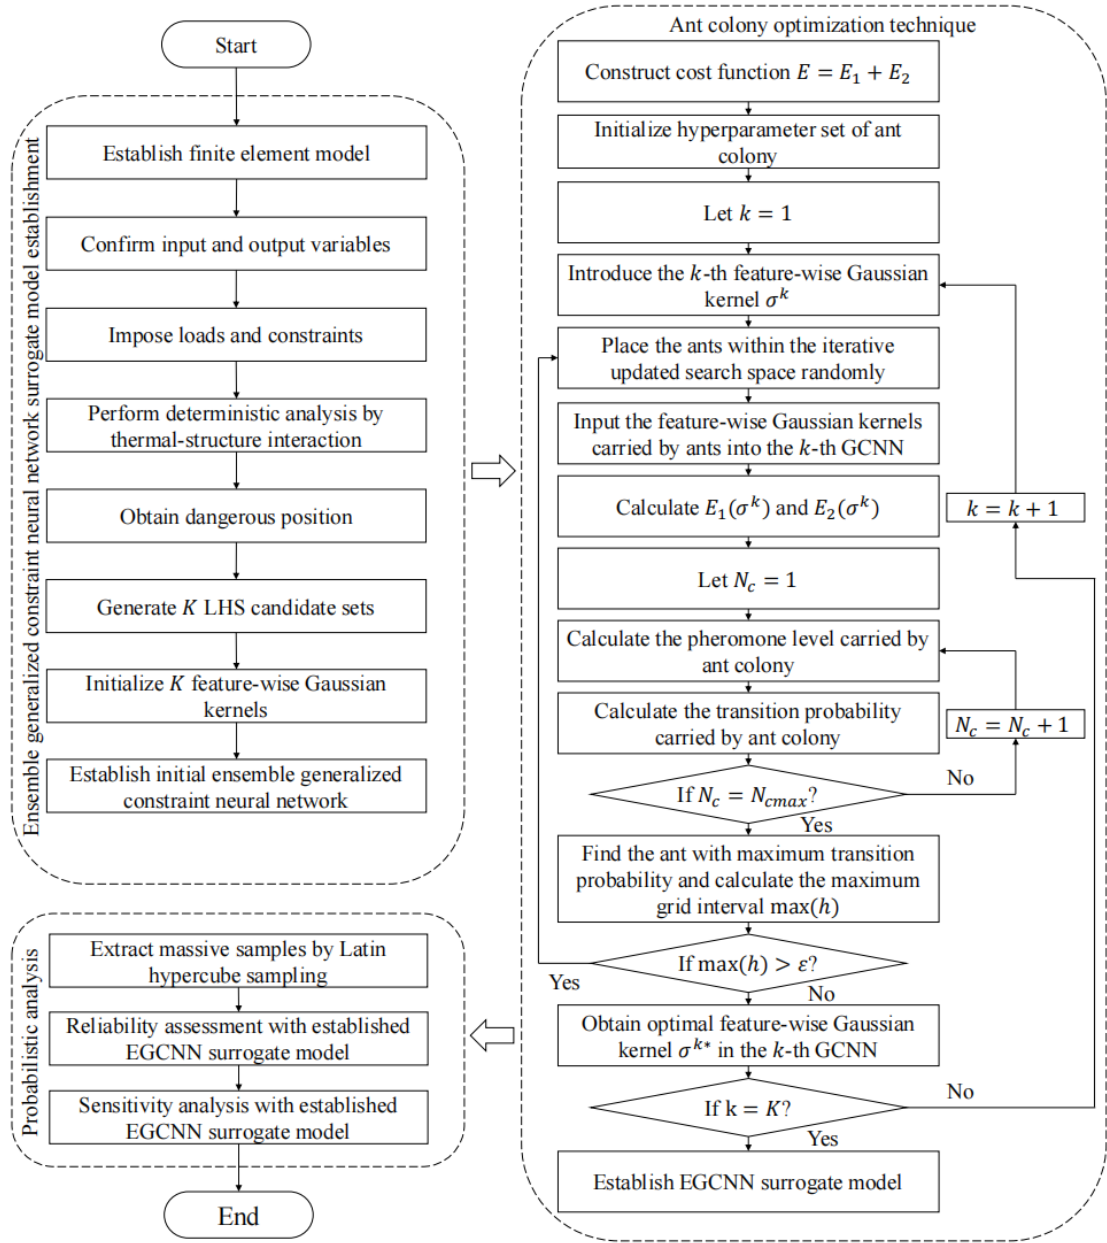 Start
Ensemble generalized constraint neural network surrogate model establishment
Establish finite element model
Confirm input and output variables
Impose loads and constraints
Perform deterministic analysis by
thermal-structure interaction
Obtain dangerous position
Generate K LHS candidate sets
Initialize K feature-wise Gaussian
kernels
Establish initial ensemble generalized
constraint neural network
Ant colony optimization technique
Construct cost function E = E₁ + E₂
Initialize hyperparameter set of ant
colony
Let k = 1
Introduce the k-th feature-wise Gaussian
kernel σᵏ
Place the ants within the iterative
updated search space randomly
Input the feature-wise Gaussian kernels
carried by ants into the k-th GCNN
Calculate E₁(σᵏ) and E₂(σᵏ)
k = k + 1
Let N_c = 1
Calculate the pheromone level carried by
ant colony
Calculate the transition probability
carried by ant colony
N_c = N_c + 1
If N_c = N_cmax?
No
Yes
Find the ant with maximum transition
probability and calculate the maximum
grid interval max(h)
If max(h) > ε?
Yes
No
Obtain optimal feature-wise Gaussian
kernel σᵏ* in the k-th GCNN
If k = K?
No
Yes
Establish EGCNN surrogate model
Probabilistic analysis
Extract massive samples by Latin
hypercube sampling
Reliability assessment with established
EGCNN surrogate model
Sensitivity analysis with established
EGCNN surrogate model
End